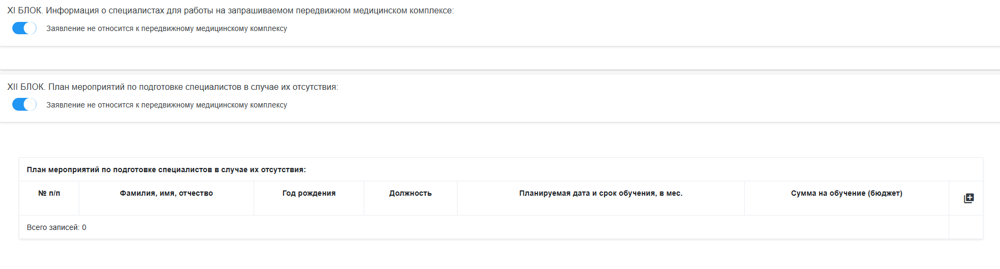 XI БЛОК. Информация о специалистах для работы на запрашиваемом передвижном медицинском комплексе:
Заявление не относится к передвижному медицинскому комплексу
XII БЛОК. План мероприятий по подготовке специалистов в случае их отсутствия:
Заявление не относится к передвижному медицинскому комплексу
План мероприятий по подготовке специалистов в случае их отсутствия:
№ п/п Фамилия, имя, отчество Год рождения Должность Планируемая дата и срок обучения, в мес. Сумма на обучение (бюджет)
Всего записей: 0